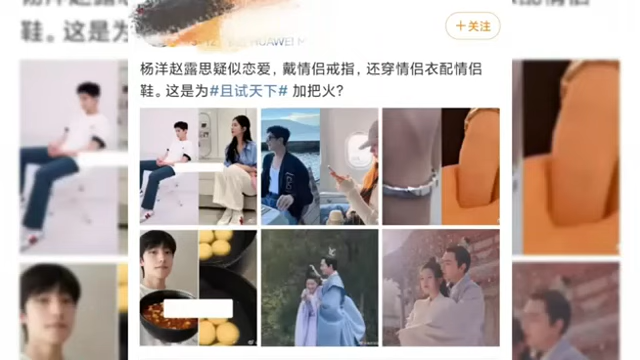 +关注
HUAWEI
杨洋赵露思疑似恋爱，戴情侣戒指，还穿情侣衣配情侣
鞋。这是为#且试天下# 加把火？